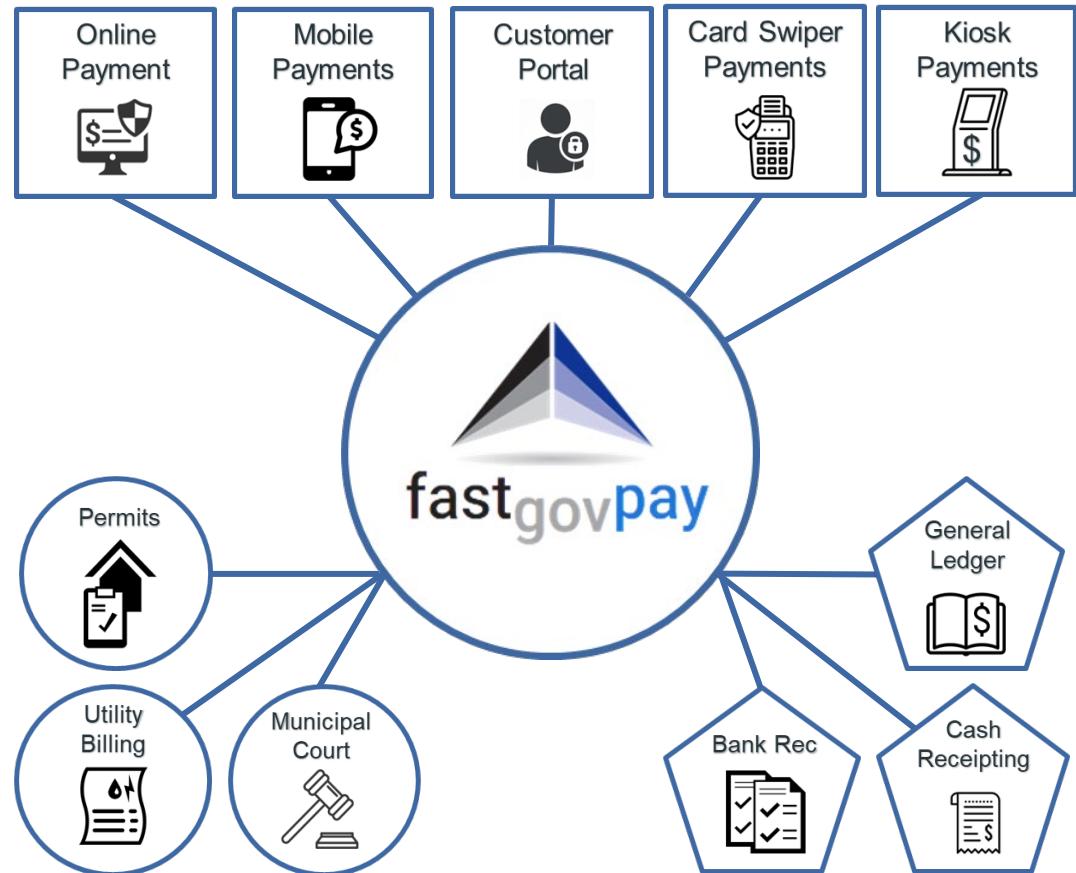 Online
Payment
Mobile
Payments
Customer
Portal
Card Swiper
Payments
Kiosk
Payments
$
$
$
fastgovpay
Permits
General
Ledger
$
Utility
Billing
Municipal
Court
Bank Rec
Cash
Receipting
$